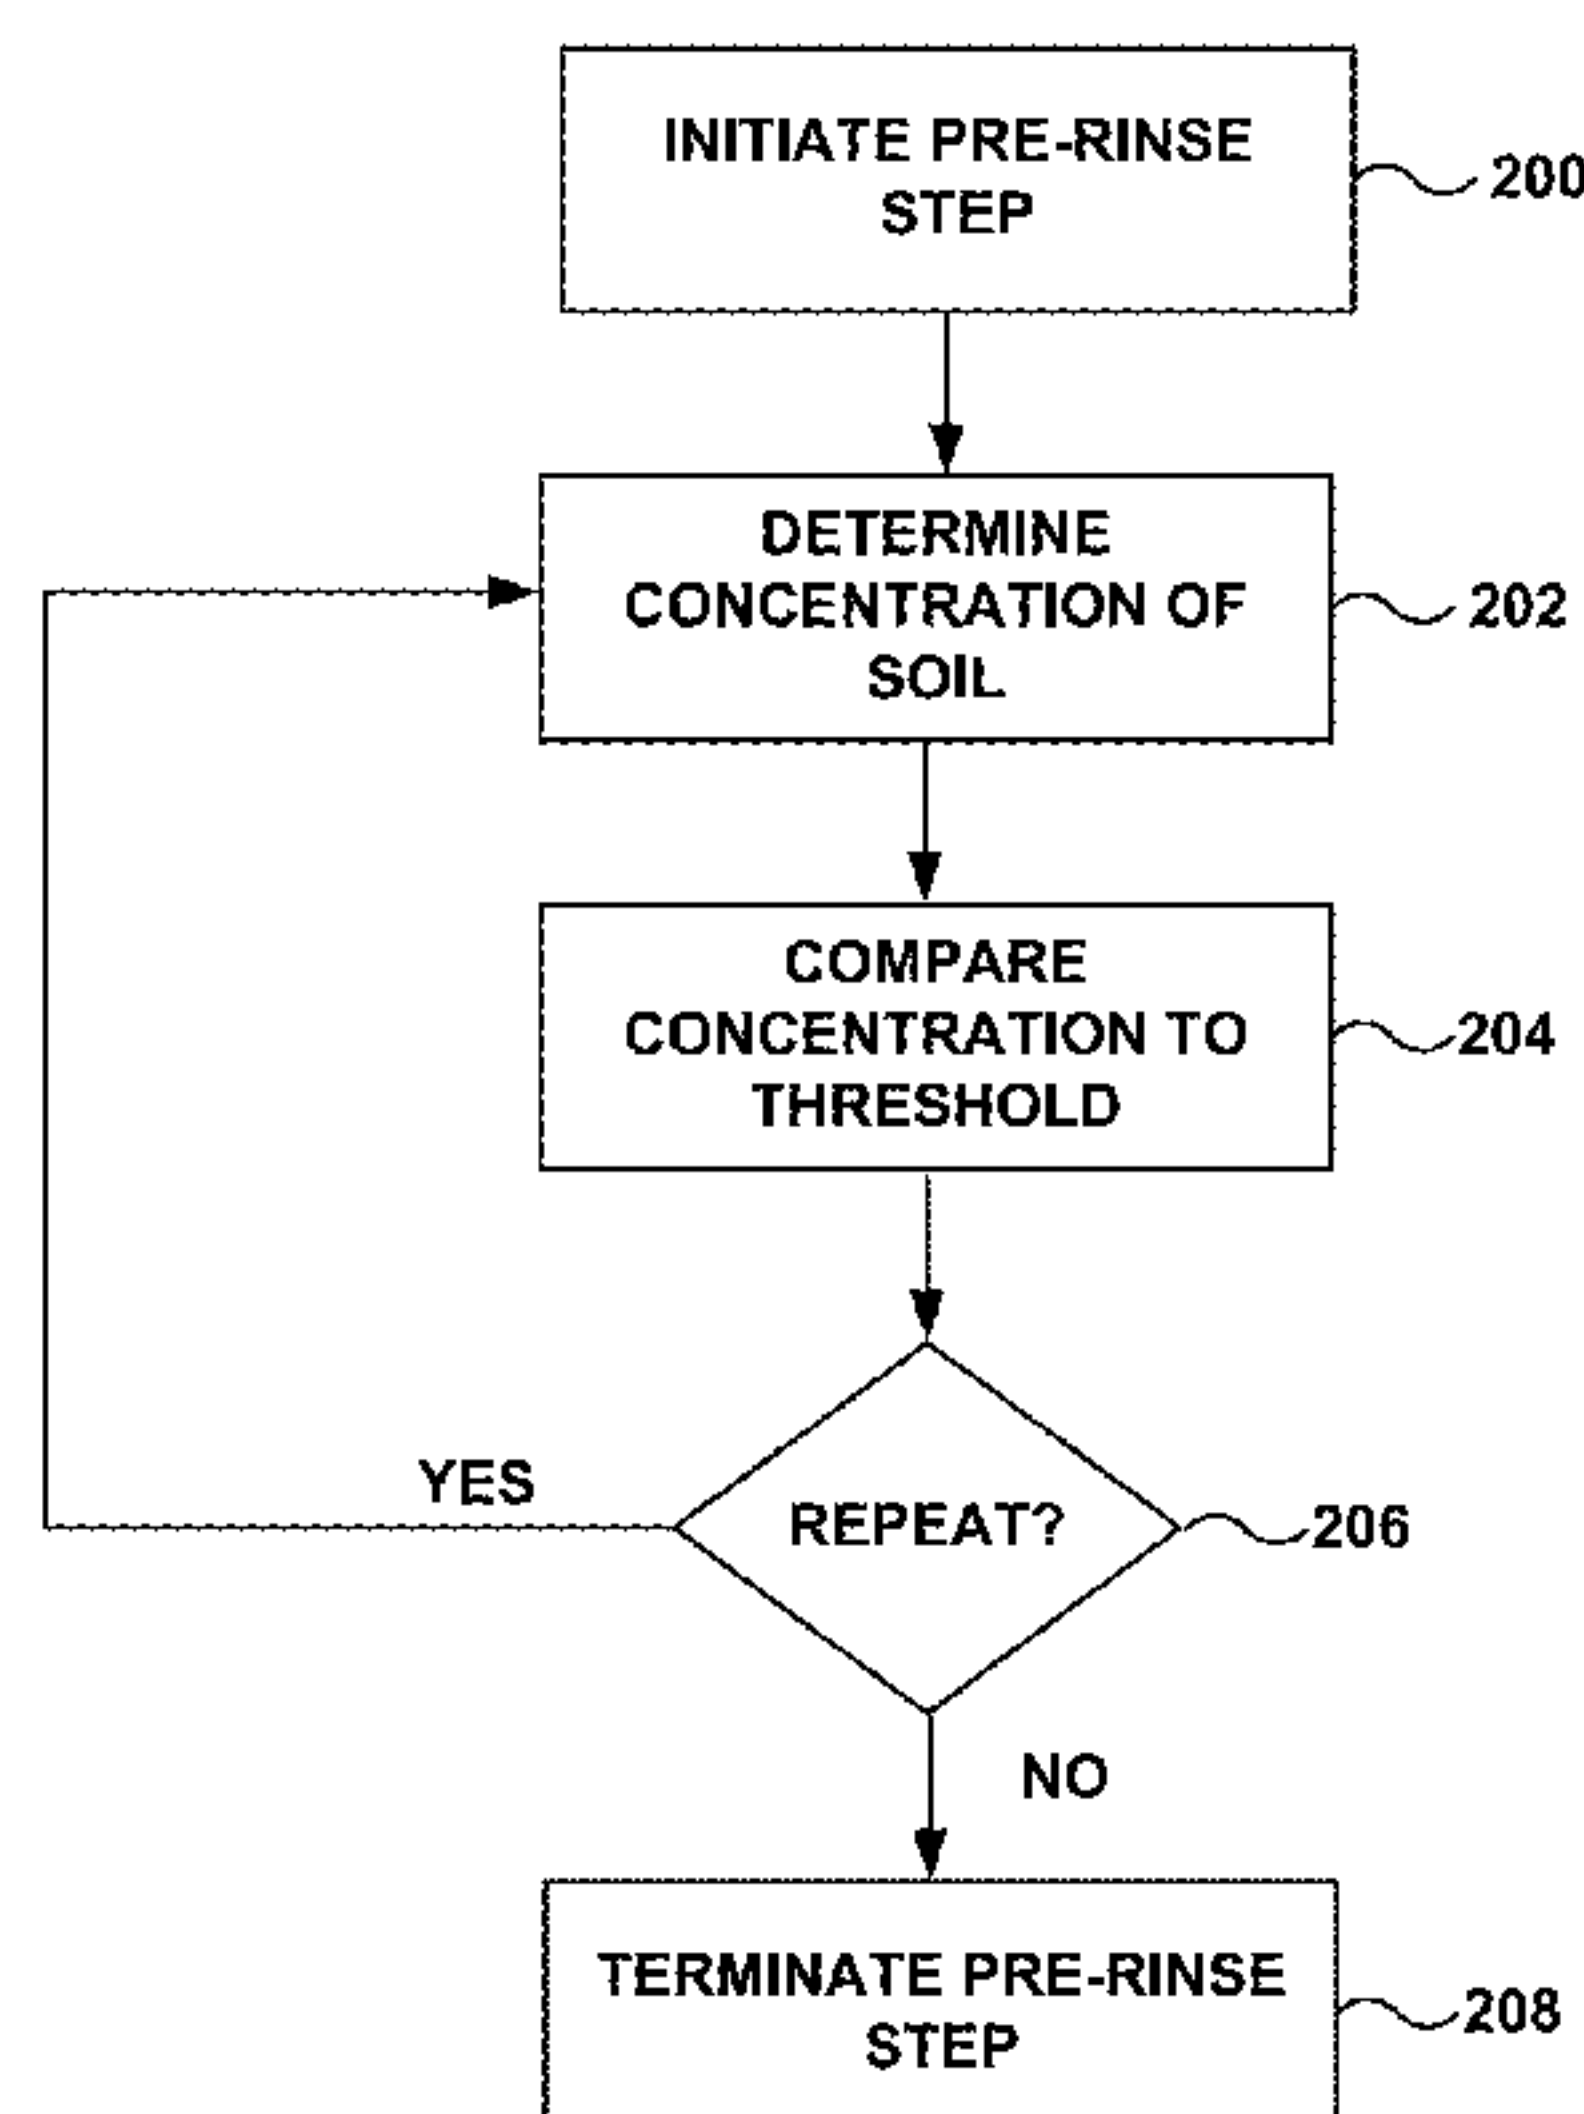 INITIATE PRE-RINSE
STEP
200
DETERMINE
CONCENTRATION OF
SOIL
202
COMPARE
CONCENTRATION TO
THRESHOLD
204
YES
REPEAT?
206
NO
TERMINATE PRE-RINSE
STEP
208